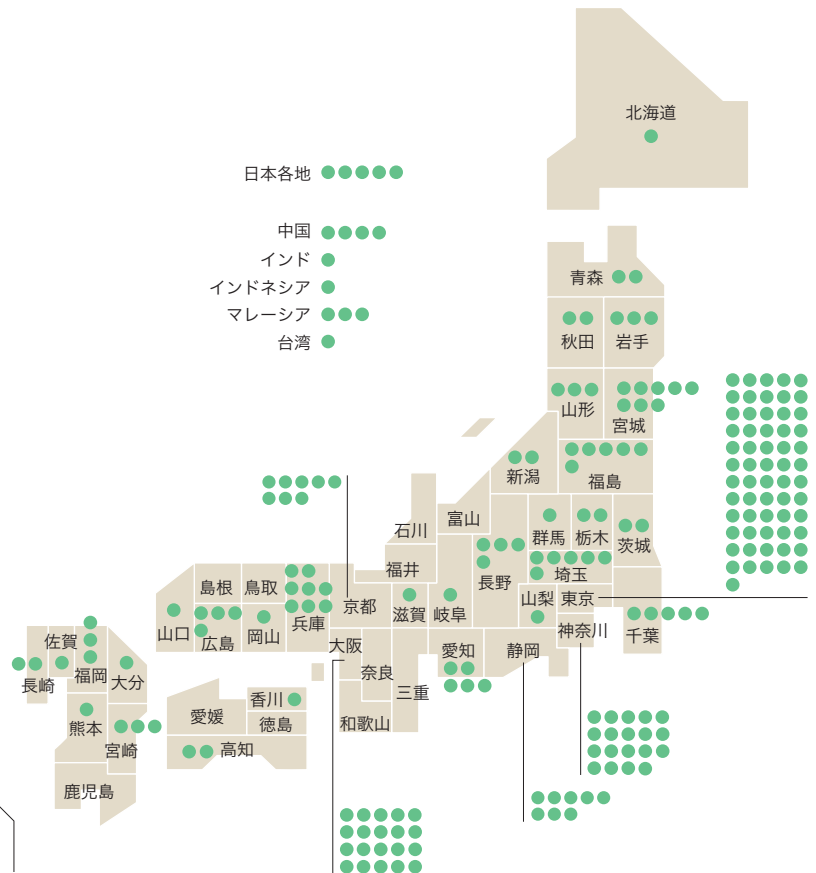 北海道
日本各地
中国
インド
インドネシア
マレーシア
台湾
青森
秋田
岩手
山形
宮城
新潟
福島
富山
石川
群馬
栃木
茨城
福井
長野
埼玉
島根
鳥取
兵庫
京都
滋賀
岐阜
山梨
東京
山口
広島
岡山
大阪
愛知
静岡
神奈川
千葉
佐賀
福岡
長崎
大分
奈良
三重
香川
愛媛
徳島
和歌山
熊本
宮崎
高知
鹿児島